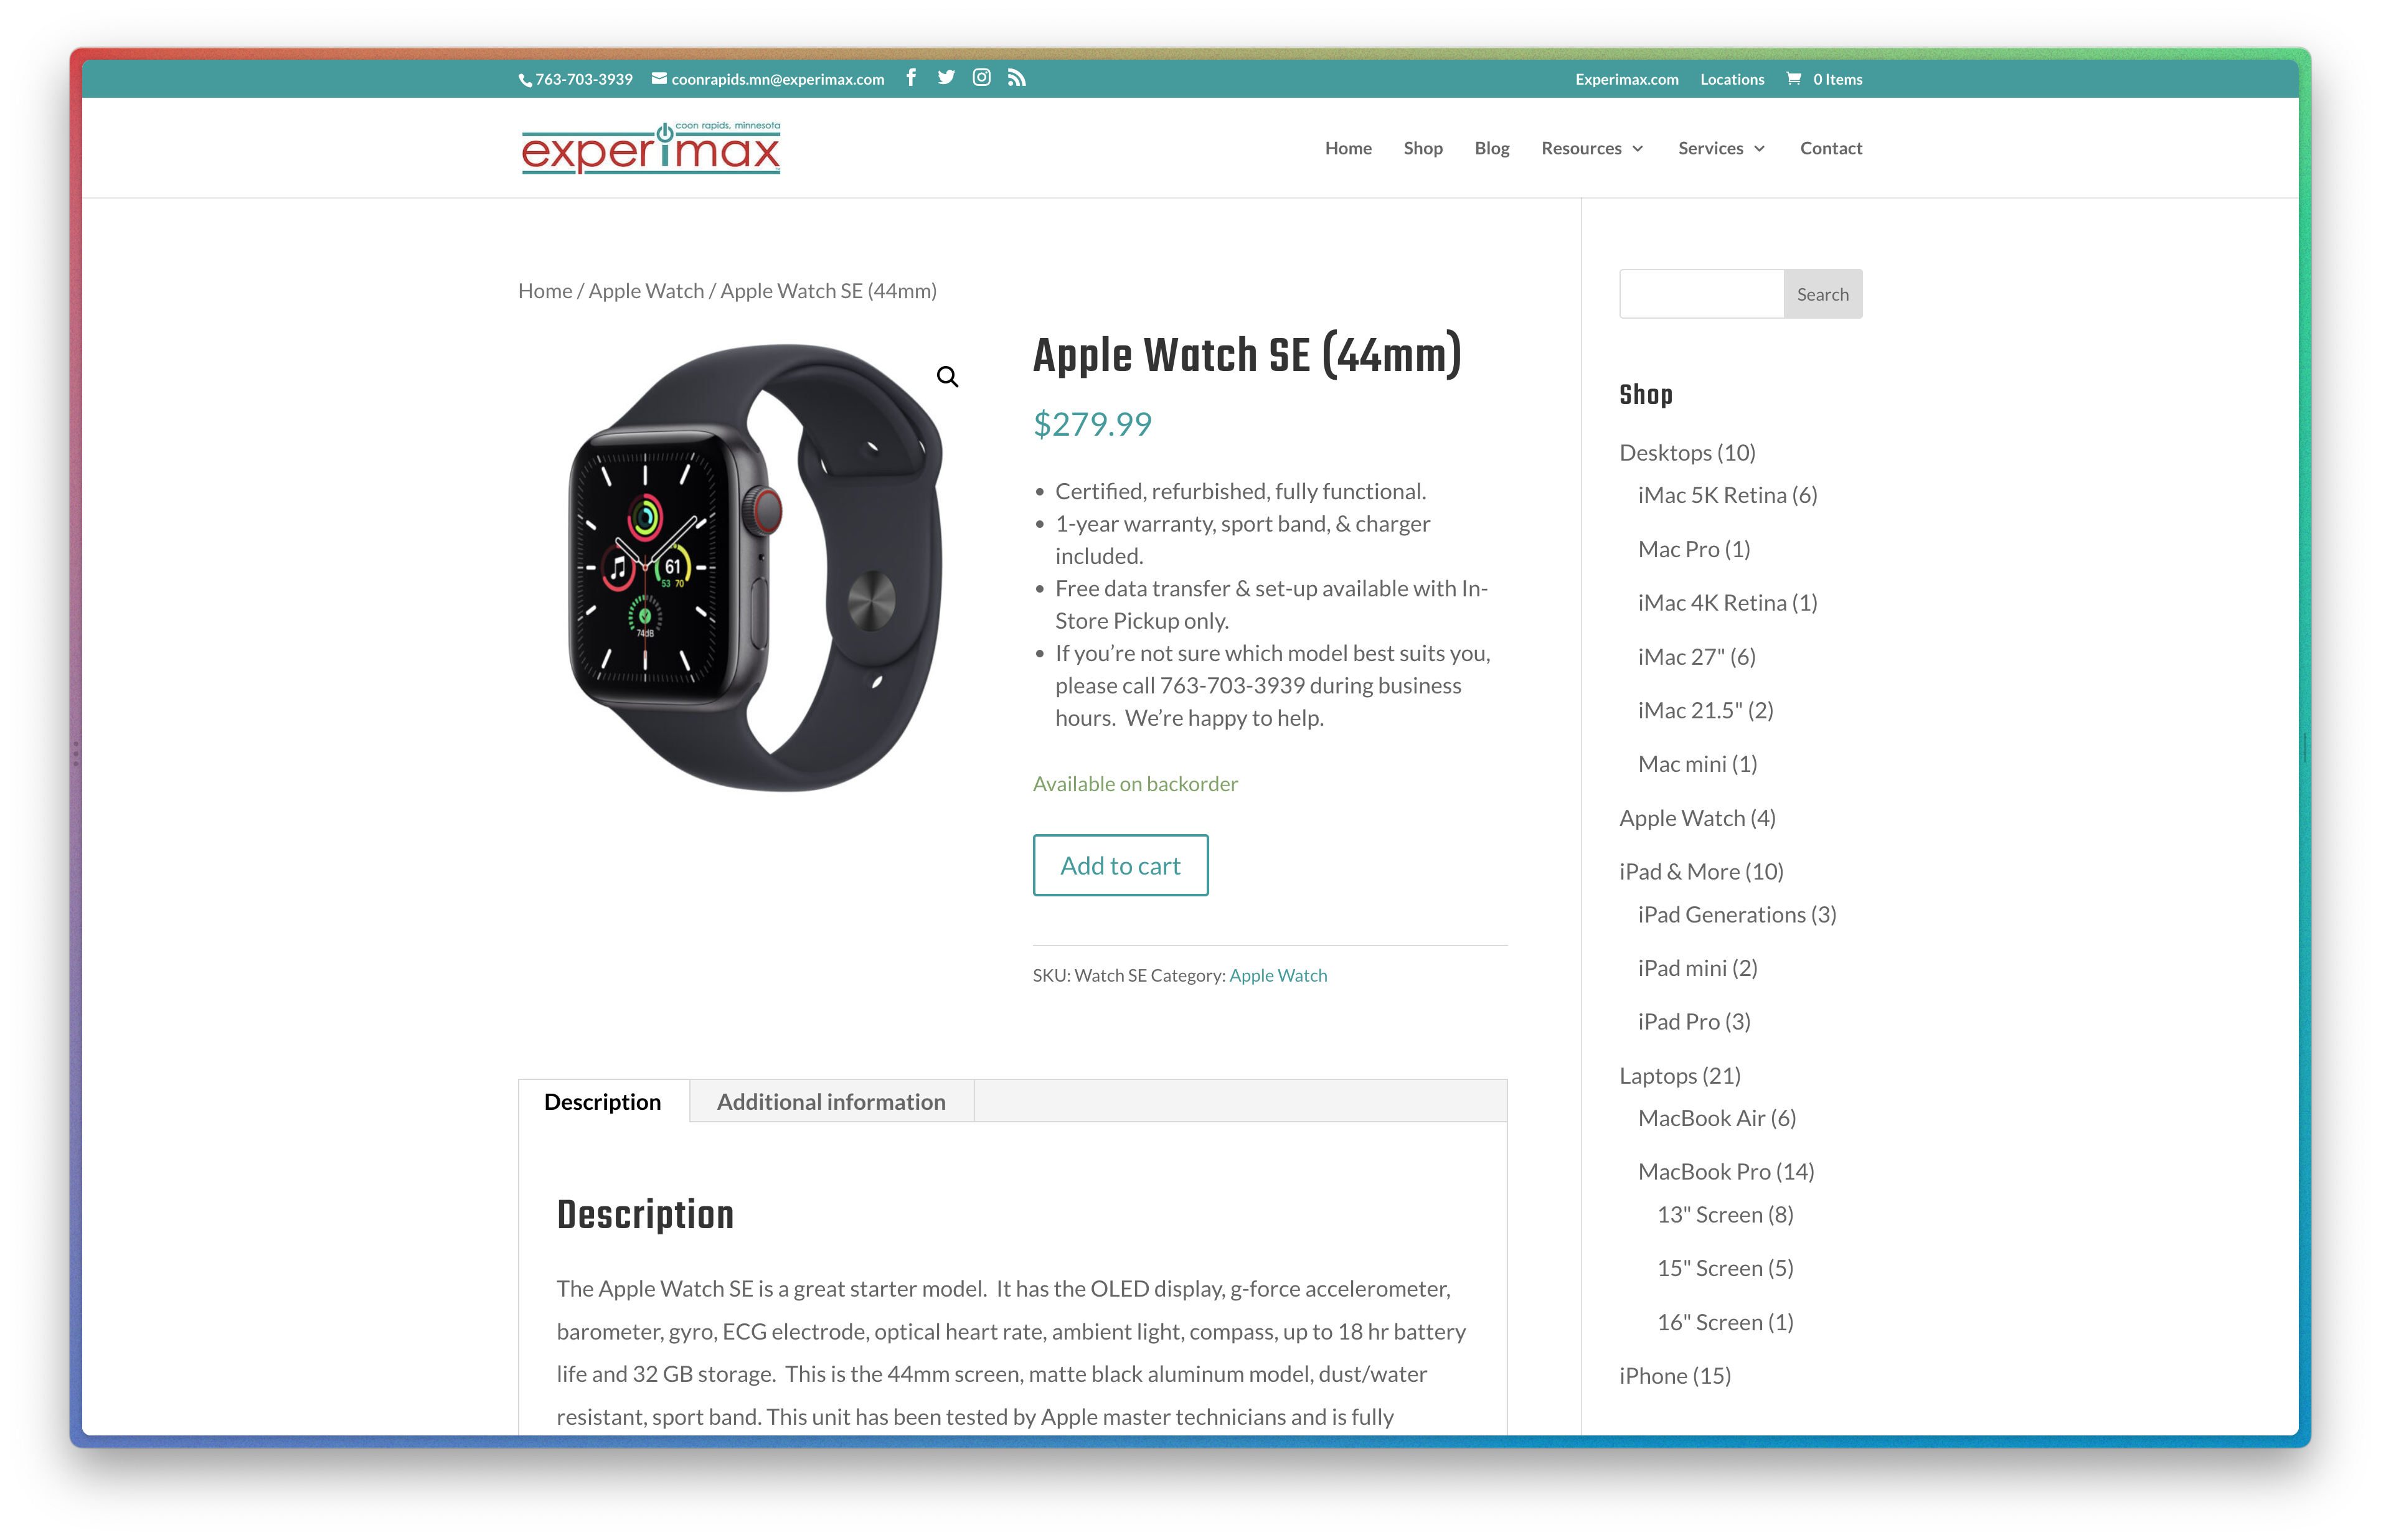 763-703-3939 coonrapids.mn@experimax.com Experimax.com Locations 0 Items
coon rapids, minnesota
experimax
Home Shop Blog Resources Services Contact
Home / Apple Watch / Apple Watch SE (44mm)
61
53 70
74dB
Apple Watch SE (44mm)
$279.99
• Certified, refurbished, fully functional.
• 1-year warranty, sport band, & charger
included.
• Free data transfer & set-up available with In-
Store Pickup only.
• If you’re not sure which model best suits you,
please call 763-703-3939 during business
hours.  We’re happy to help.
Available on backorder
Add to cart
SKU: Watch SE Category: Apple Watch
Description Additional information
Description
The Apple Watch SE is a great starter model.  It has the OLED display, g-force accelerometer,
barometer, gyro, ECG electrode, optical heart rate, ambient light, compass, up to 18 hr battery
life and 32 GB storage.  This is the 44mm screen, matte black aluminum model, dust/water
resistant, sport band. This unit has been tested by Apple master technicians and is fully
Search
Shop
Desktops (10)
iMac 5K Retina (6)
Mac Pro (1)
iMac 4K Retina (1)
iMac 27" (6)
iMac 21.5" (2)
Mac mini (1)
Apple Watch (4)
iPad & More (10)
iPad Generations (3)
iPad mini (2)
iPad Pro (3)
Laptops (21)
MacBook Air (6)
MacBook Pro (14)
13" Screen (8)
15" Screen (5)
16" Screen (1)
iPhone (15)